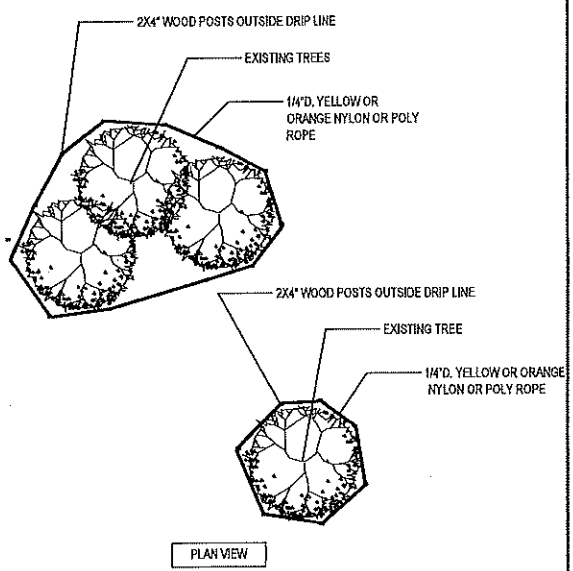 2X4" WOOD POSTS OUTSIDE DRIP LINE
EXISTING TREES
1/4"D. YELLOW OR
ORANGE NYLON OR POLY
ROPE
2X4" WOOD POSTS OUTSIDE DRIP LINE
EXISTING TREE
1/4"D. YELLOW OR ORANGE
NYLON OR POLY ROPE
PLAN VIEW